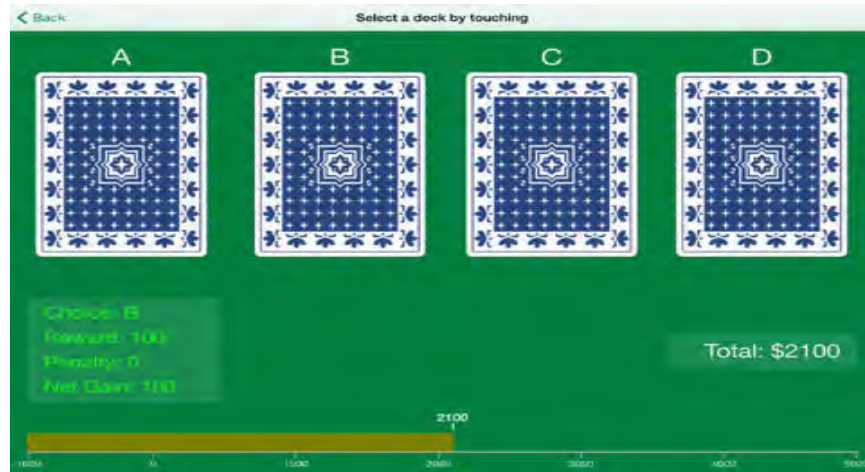 Back
Select a deck by touching
A
B
C
D
Choice: B
Reward: 100
Penalty: 0
Net Gain: 100
Total: $2100
2100
0 1000 2000 3000 4000